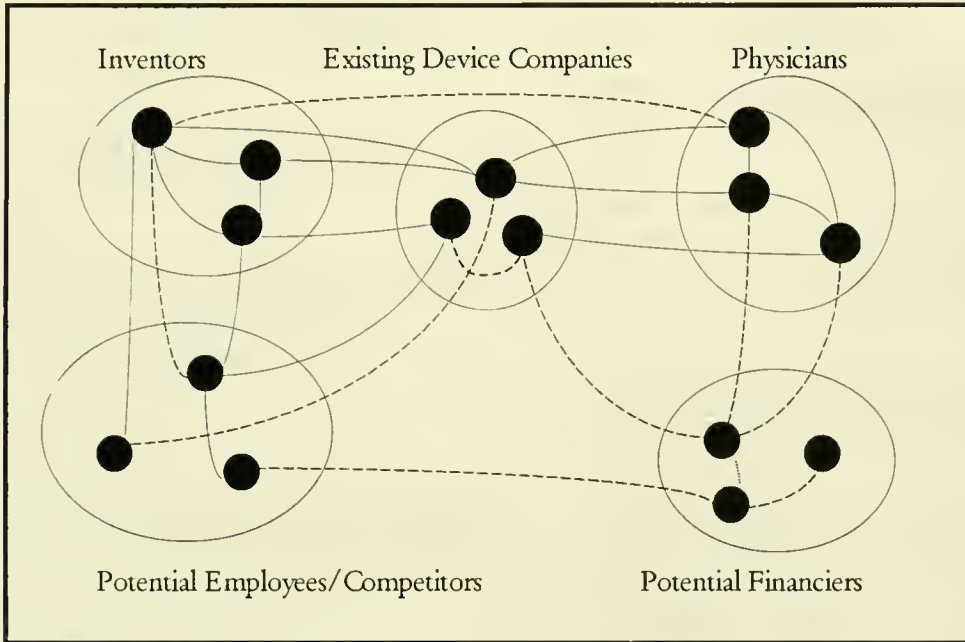 Inventors
Existing Device Companies
Physicians
Potential Employees/Competitors
Potential Financiers